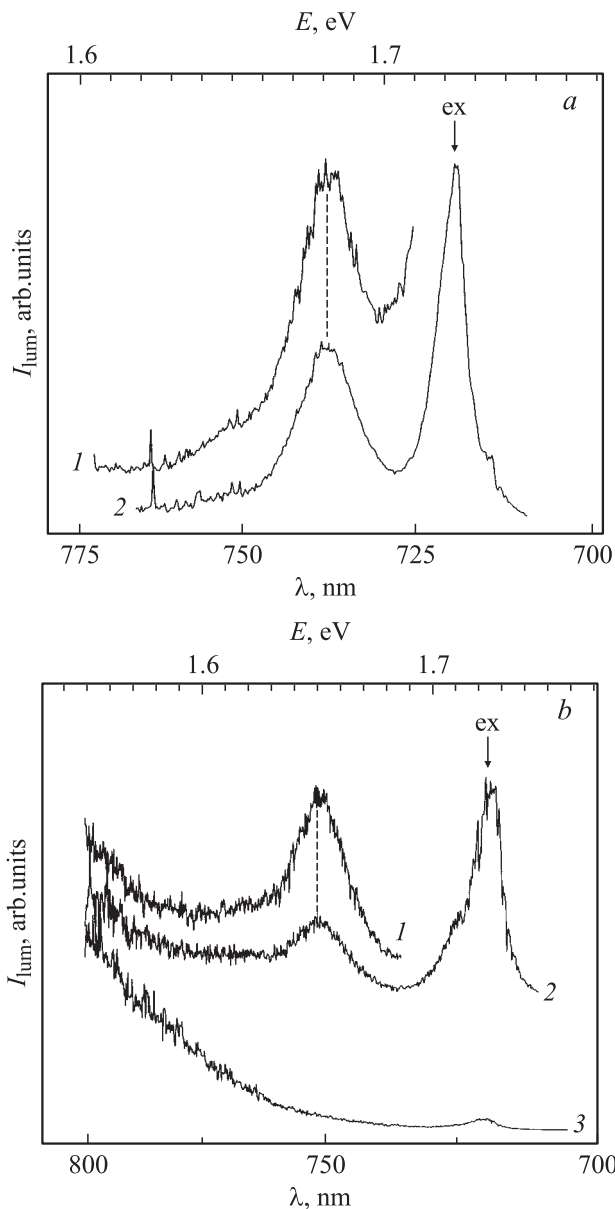 E, eV
1.6 1.7
a
ex
I_lum, arb.units
1
2
775 750 725 700
λ, nm
E, eV
1.6 1.7
b
ex
I_lum, arb.units
1
2
3
800 750 700
λ, nm